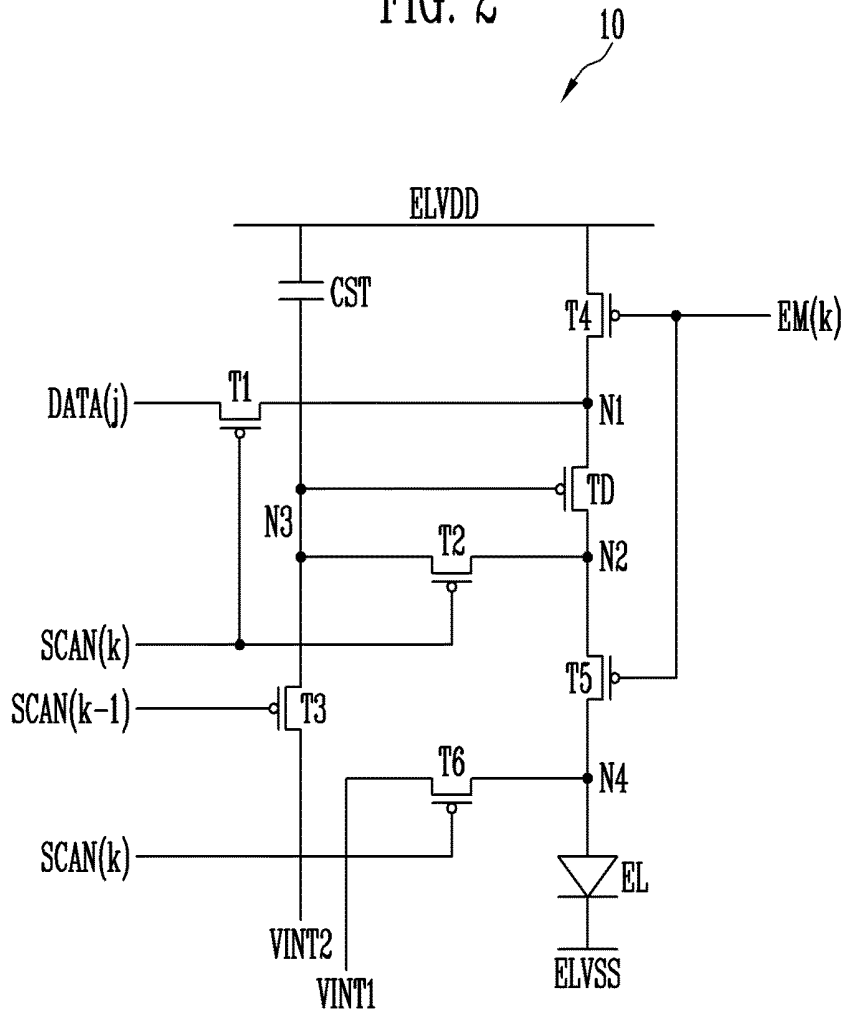 FIG. 2
10
ELVDD
CST
T4
EM(k)
T1
DATA(j)
N1
TD
N3
T2
N2
SCAN(k)
T5
SCAN(k-1)
T3
T6
N4
SCAN(k)
EL
VINT2
ELVSS
VINT1